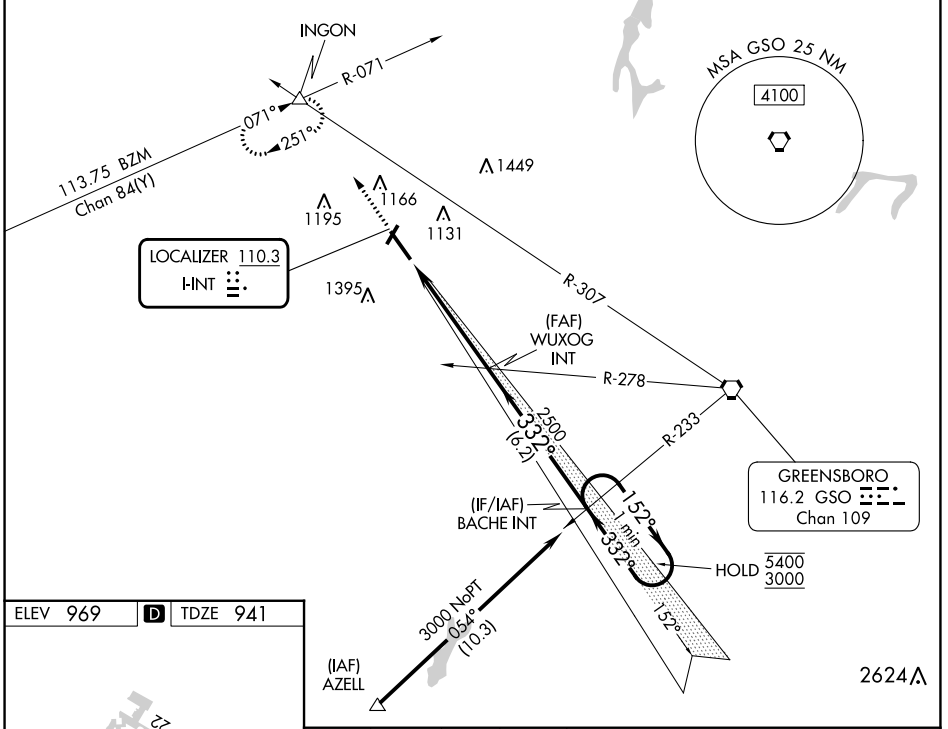 INGON
R-071
MSA GSO 25 NM
4100
071°
251°
113.75 BZM
Chan 84(Y)
1449
1166
1195
1131
LOCALIZER 110.3
I-INT
1395
R-307
(FAF)
WUXOG
INT
R-278
2500
332°
(6.2)
R-233
GREENSBORO
116.2 GSO
Chan 109
(IF/IAF)
BACHE INT
152°
1 min
332°
HOLD 5400
3000
152°
3000 NoPT
054°
(10.3)
(IAF)
AZELL
2624
ELEV 969 D TDZE 941
22